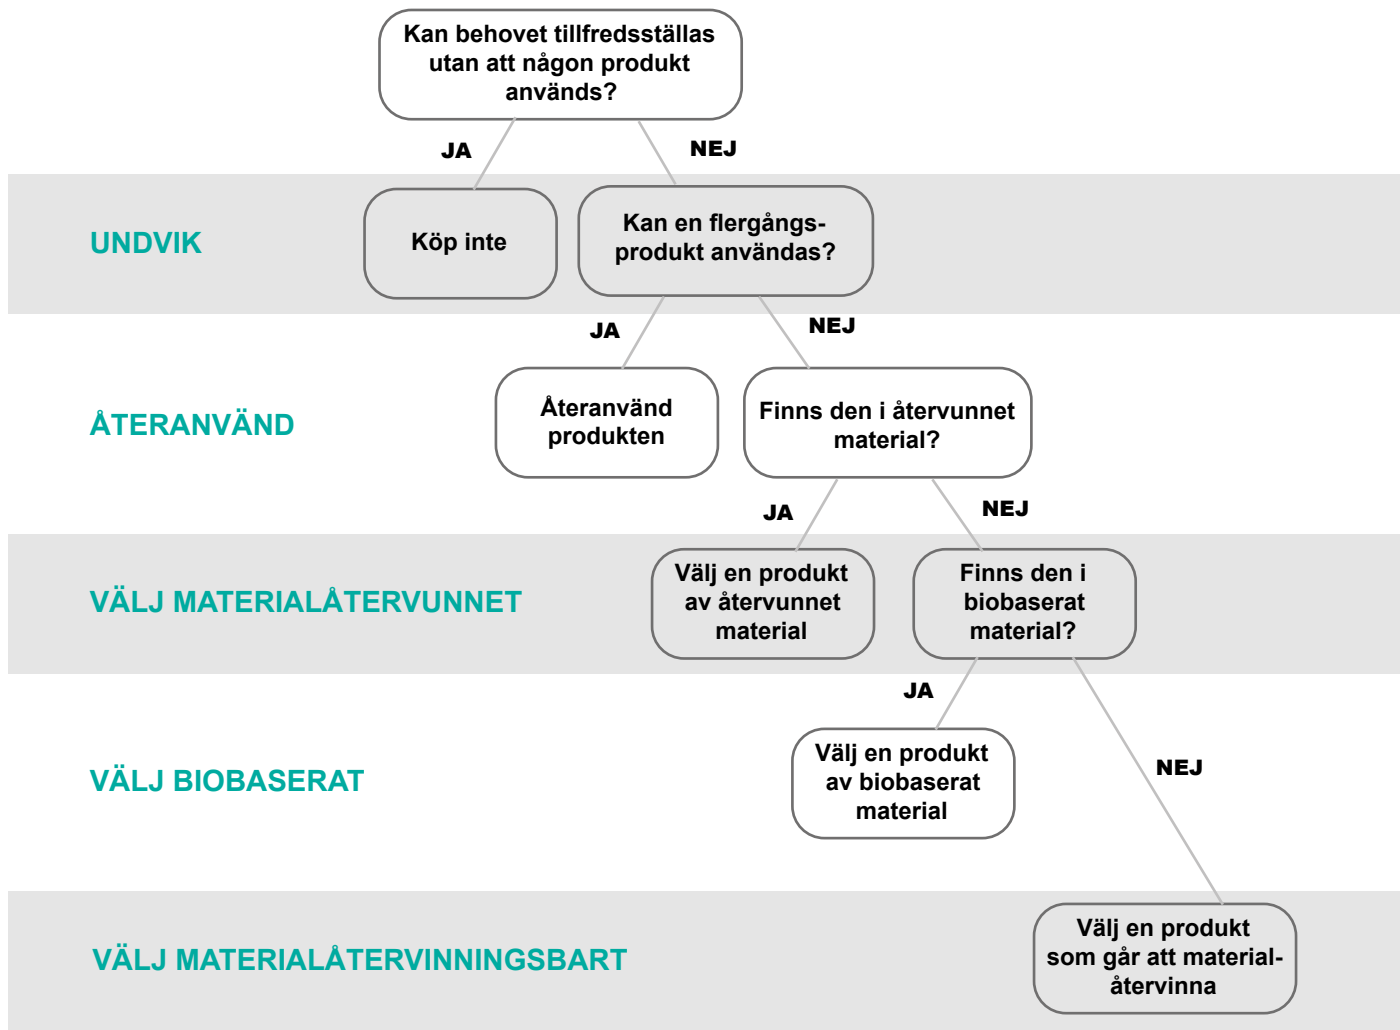 Kan behovet tillfredsställas
utan att någon produkt
används?
JA
NEJ
UNDVIK
Köp inte
Kan en flergångs-
produkt användas?
JA
NEJ
ÅTERANVÄND
Återanvänd
produkten
Finns den i återvunnet
material?
JA
NEJ
VÄLJ MATERIALÅTERVUNNET
Välj en produkt
av återvunnet
material
Finns den i
biobaserat
material?
JA
NEJ
VÄLJ BIOBASERAT
Välj en produkt
av biobaserat
material
VÄLJ MATERIALÅTERVINNINGSBART
Välj en produkt
som går att material-
återvinna